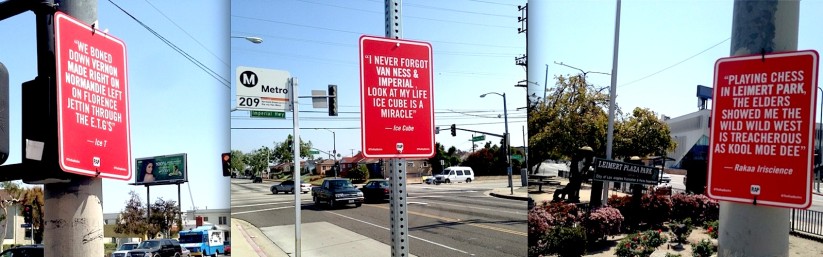 "WE BONED
DOWN VERNON
MADE RIGHT ON
NORMANDIE LEFT
ON FLORENCE
JETTIN THROUGH
THE E.T.G'S"
— Ice T
M
Metro
209
Imperial Hwy
"I NEVER FORGOT
VAN NESS &
IMPERIAL,
LOOK AT MY LIFE
ICE CUBE IS A
MIRACLE"
— Ice Cube
LEIMERT PLAZA PARK
"PLAYING CHESS
IN LEIMERT PARK,
THE ELDERS
SHOWED ME THE
WILD WILD WEST
IS TREACHEROUS
AS KOOL MOE DEE"
— Rakaa Iriscience